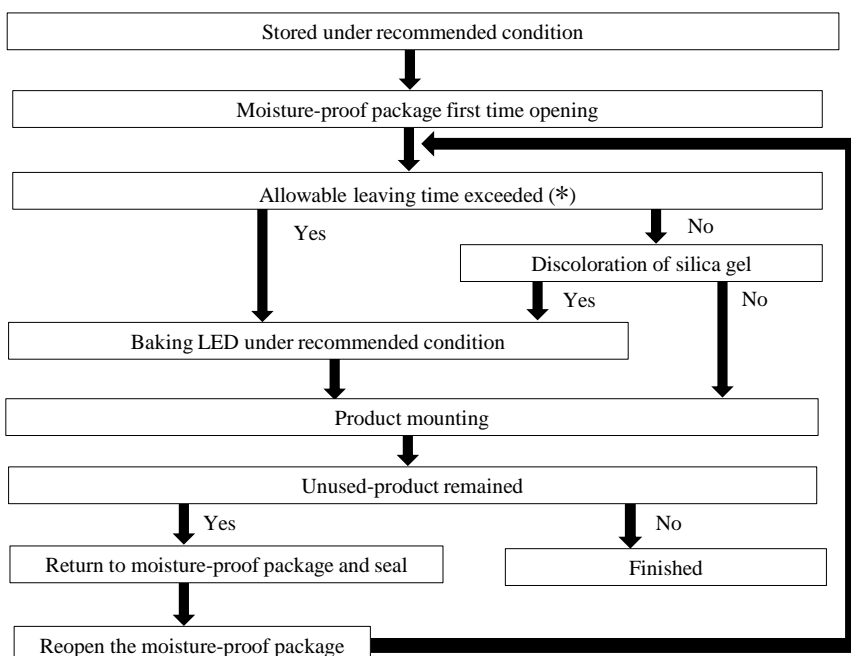 Stored under recommended condition
Moisture-proof package first time opening
Allowable leaving time exceeded (*)
Yes
No
Discoloration of silica gel
Yes
No
Baking LED under recommended condition
Product mounting
Unused-product remained
Yes
No
Return to moisture-proof package and seal
Finished
Reopen the moisture-proof package